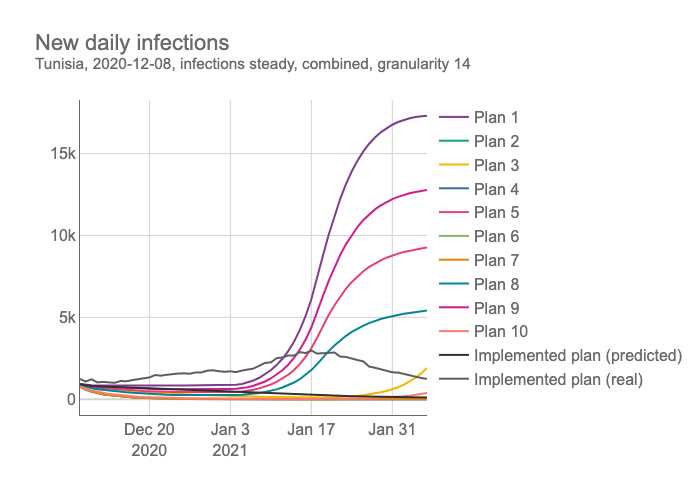 New daily infections
Tunisia, 2020-12-08, infections steady, combined, granularity 14
15k
10k
5k
0
Dec 20
2020
Jan 3
2021
Jan 17
Jan 31
Plan 1
Plan 2
Plan 3
Plan 4
Plan 5
Plan 6
Plan 7
Plan 8
Plan 9
Plan 10
Implemented plan (predicted)
Implemented plan (real)